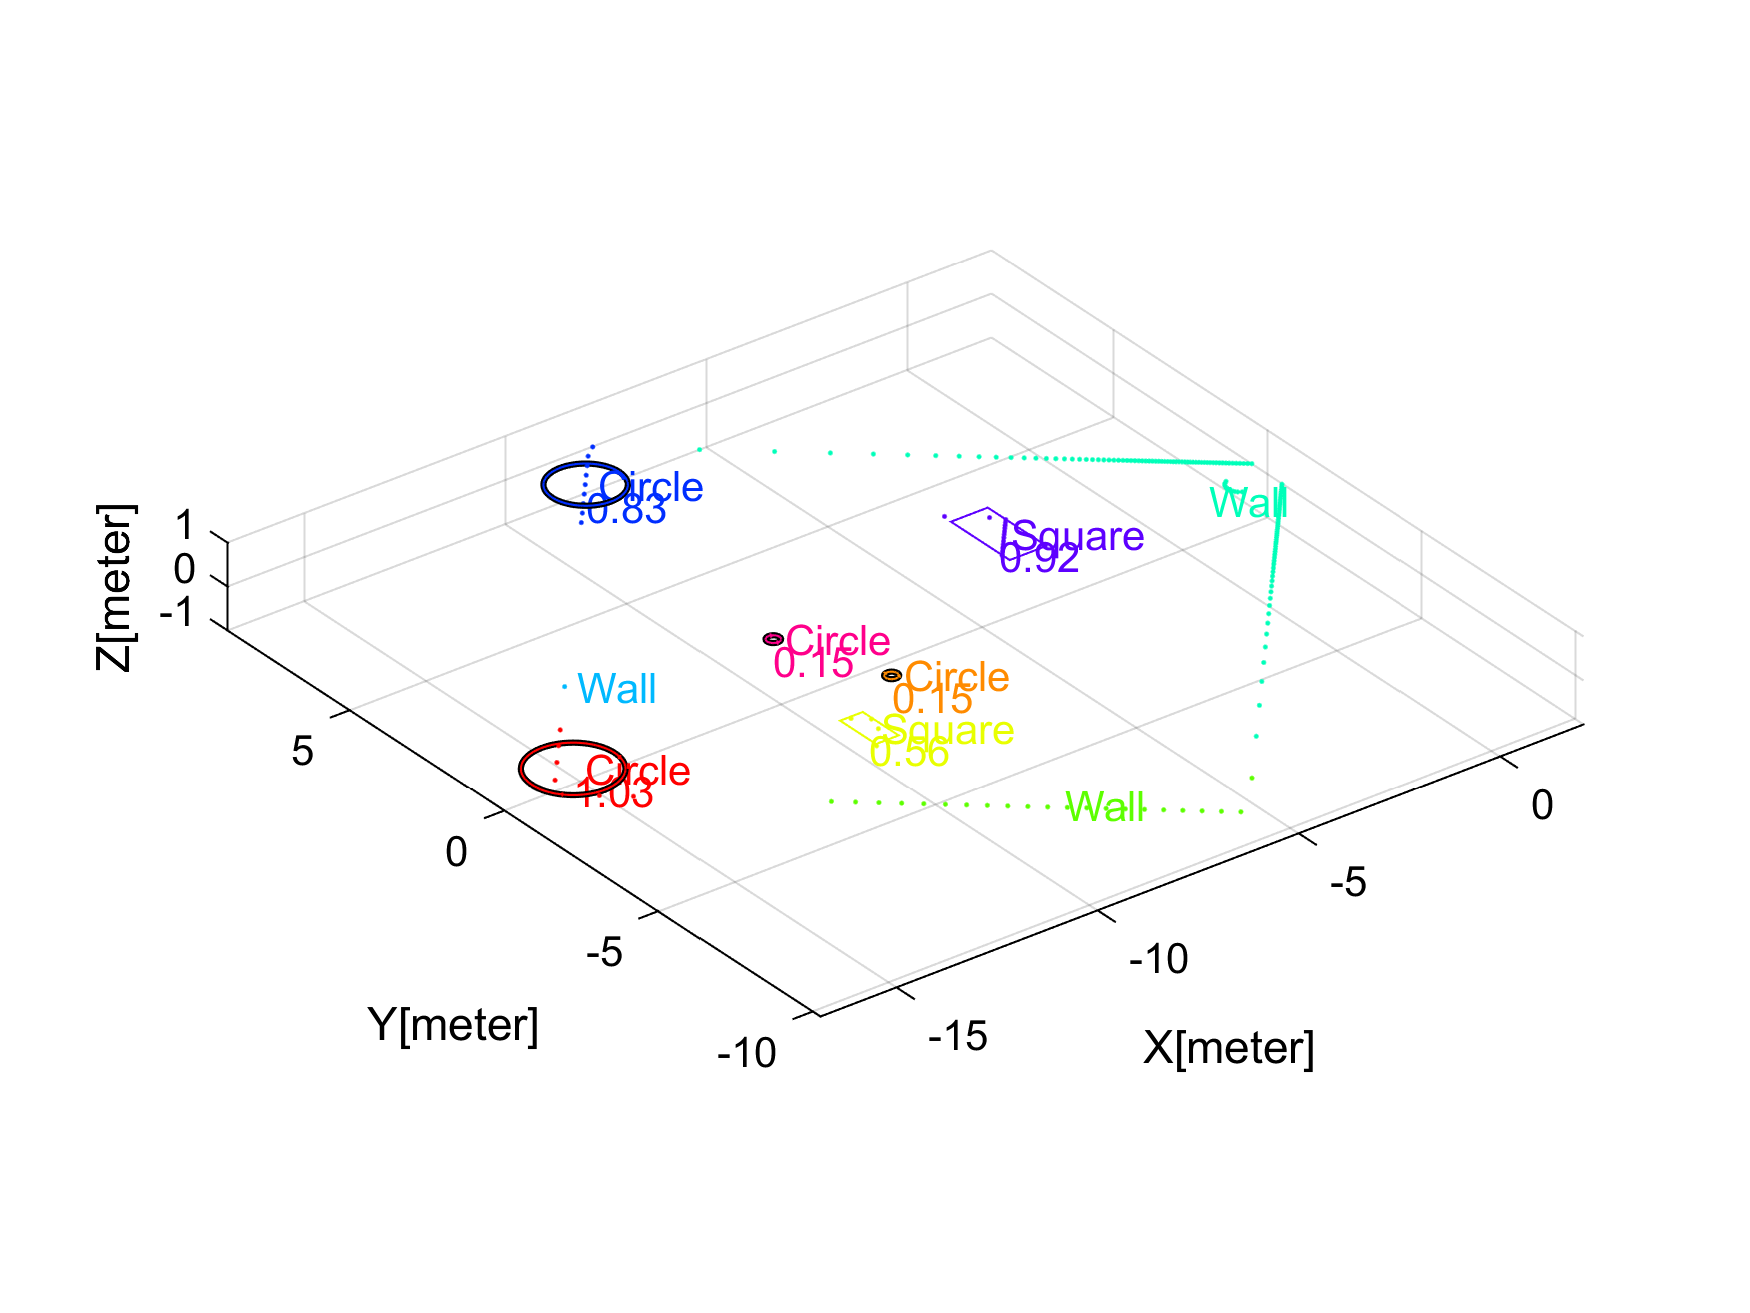 Circle
0.83
Wall
Square
0.92
Circle
0.15
Circle
0.15
Wall
Square
0.56
Circle
1.03
Wall
Z[meter]
1
0
-1
Y[meter]
5
0
-5
-10
X[meter]
-15
-10
-5
0